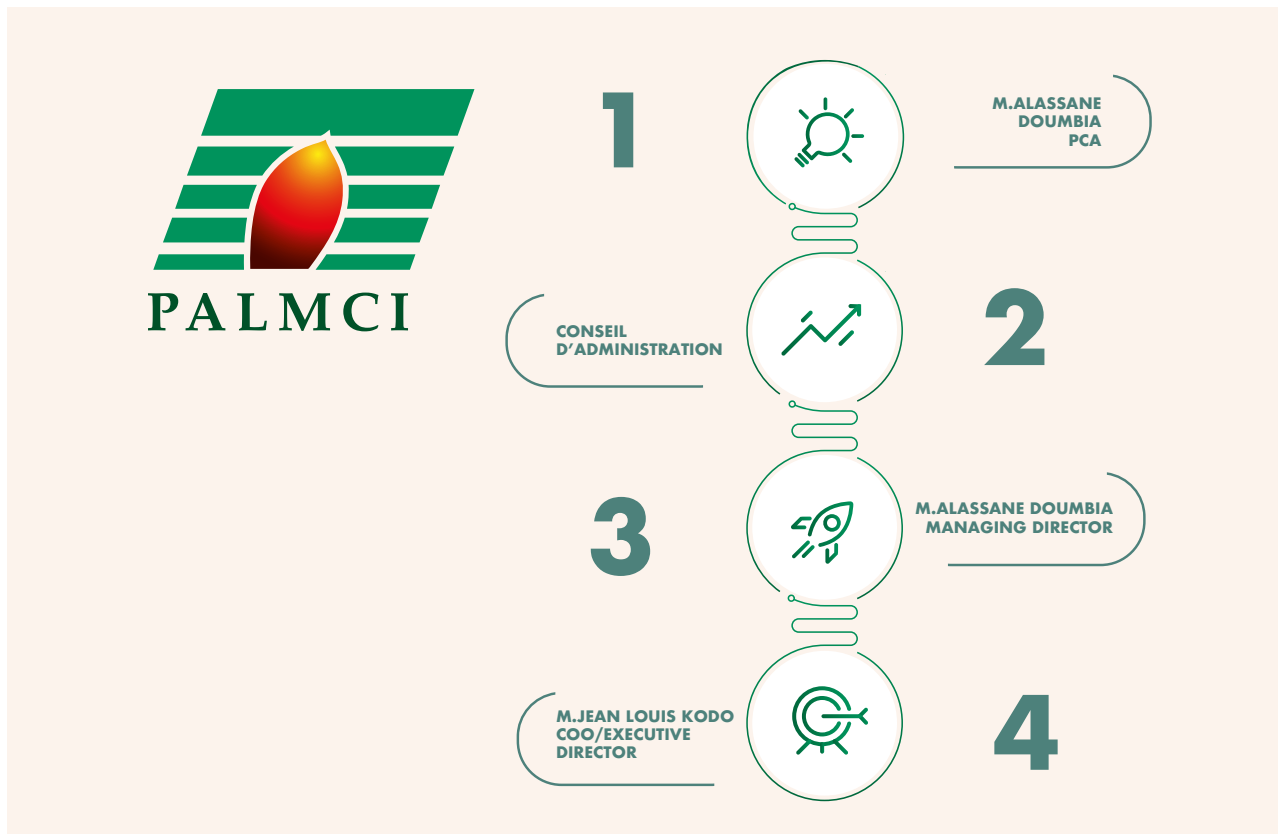 PALMCI
1
M.ALASSANE
DOUMBIA
PCA
CONSEIL
D’ADMINISTRATION
2
3
M.ALASSANE DOUMBIA
MANAGING DIRECTOR
M.JEAN LOUIS KODO
COO/EXECUTIVE
DIRECTOR
4